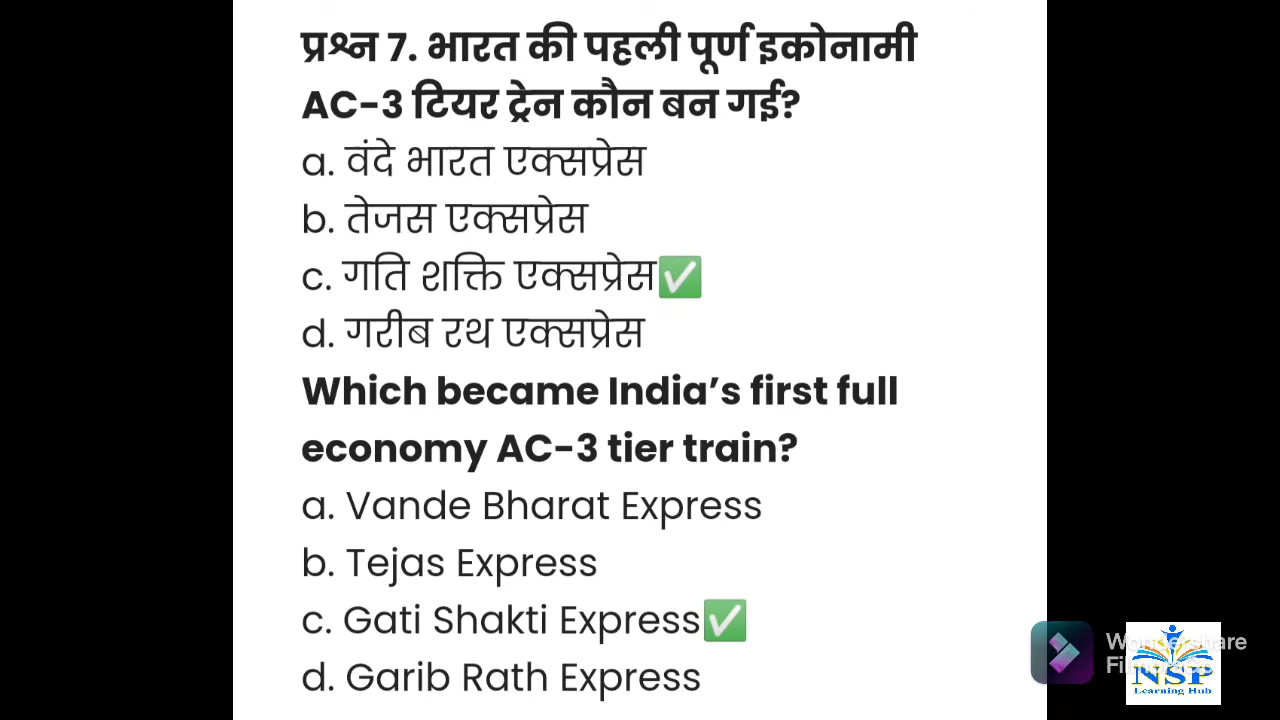 प्रश्न 7. भारत की पहली पूर्ण इकोनामी
AC-3 टियर ट्रेन कौन बन गई?
a. वंदे भारत एक्सप्रेस
b. तेजस एक्सप्रेस
c. गति शक्ति एक्सप्रेस✅
d. गरीब रथ एक्सप्रेस
Which became India’s first full
economy AC-3 tier train?
a. Vande Bharat Express
b. Tejas Express
c. Gati Shakti Express✅
d. Garib Rath Express
Wondershare
NSP
Learning Hub